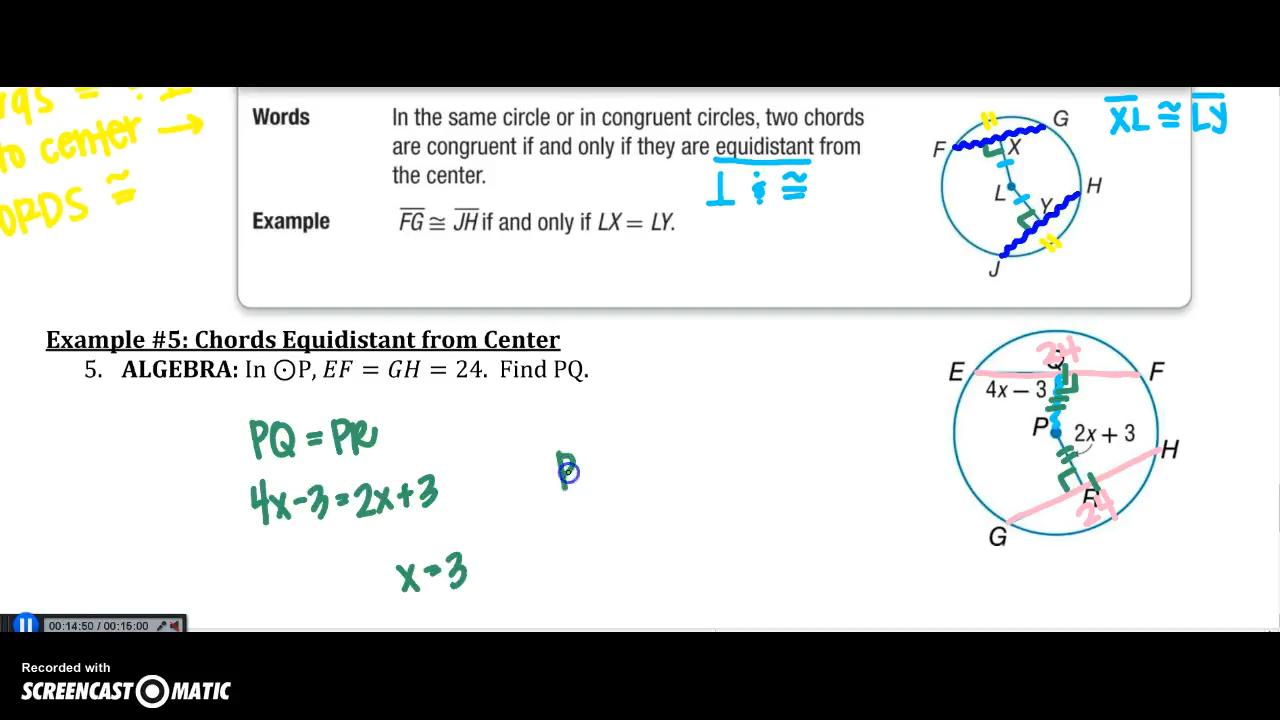 to center →
≅
Words
In the same circle or in congruent circles, two chords
are congruent if and only if they are equidistant from
the center.
⊥ & ≅
Example
FG ≅ JH if and only if LX = LY.
XL ≅ LY
F
G
X
L
H
Y
J
Example #5: Chords Equidistant from Center
5. ALGEBRA: In ⊙P, EF = GH = 24. Find PQ.
PQ = PR
4x-3=2x+3
x=3
P
24
E
Q
F
4x − 3
P
2x + 3
H
R
24
G
00:14:50 / 00:15:00
Recorded with
SCREENCAST O MATIC